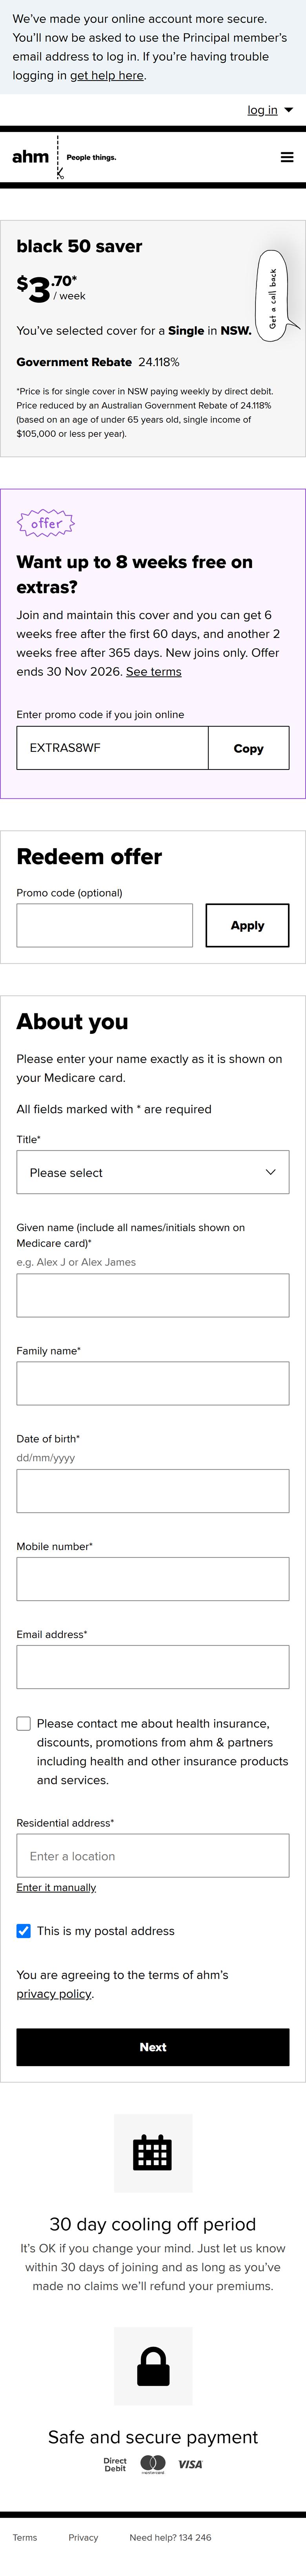 We've made your online account more secure.
You'll now be asked to use the Principal member's
email address to log in. If you're having trouble
logging in get help here.
log in
ahm
People things.
black 50 saver
$3.70*
/ week
Get a call back
You've selected cover for a Single in NSW.
Government Rebate 24.118%
*Price is for single cover in NSW paying weekly by direct debit.
Price reduced by an Australian Government Rebate of 24.118%
(based on an age of under 65 years old, single income of
$105,000 or less per year).
offer
Want up to 8 weeks free on
extras?
Join and maintain this cover and you can get 6
weeks free after the first 60 days, and another 2
weeks free after 365 days. New joins only. Offer
ends 30 Nov 2026. See terms
Enter promo code if you join online
EXTRAS8WF
Copy
Redeem offer
Promo code (optional)
Apply
About you
Please enter your name exactly as it is shown on
your Medicare card.
All fields marked with * are required
Title*
Please select
Given name (include all names/initials shown on
Medicare card)*
e.g. Alex J or Alex James
Family name*
Date of birth*
dd/mm/yyyy
Mobile number*
Email address*
Please contact me about health insurance,
discounts, promotions from ahm & partners
including health and other insurance products
and services.
Residential address*
Enter a location
Enter it manually
This is my postal address
You are agreeing to the terms of ahm's
privacy policy.
Next
30 day cooling off period
It's OK if you change your mind. Just let us know
within 30 days of joining and as long as you've
made no claims we'll refund your premiums.
Safe and secure payment
Direct
Debit
mastercard
VISA
Terms
Privacy
Need help? 134 246